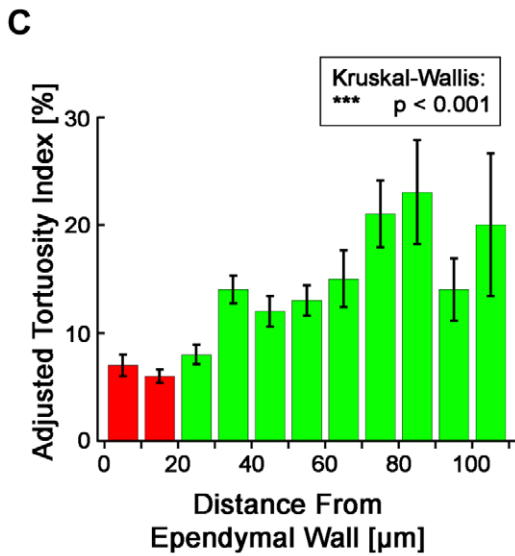 C
Kruskal-Wallis:
*** p < 0.001
Adjusted Tortuosity Index [%]
30
20
10
0
0 20 40 60 80 100
Distance From
Ependymal Wall [µm]